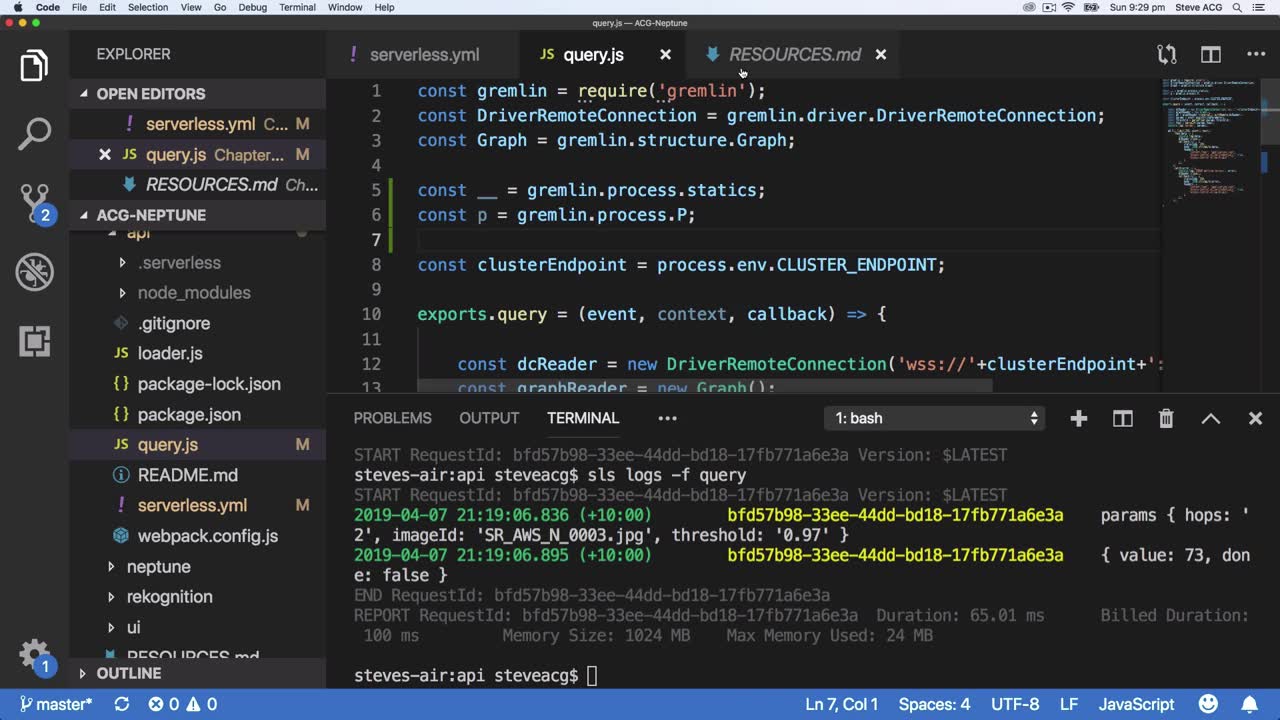 Code File Edit Selection View Go Debug Terminal Window Help Sun 9:29 pm Steve ACG
query.js — ACG-Neptune
EXPLORER
OPEN EDITORS
! serverless.yml C... M
× JS query.js Chapter... M
RESOURCES.md Ch...
ACG-NEPTUNE
api
.serverless
node_modules
.gitignore
JS loader.js
{} package-lock.json
{} package.json
JS query.js M
README.md
! serverless.yml M
webpack.config.js
neptune
rekognition
ui
RESOURCES.md
OUTLINE
2
1
! serverless.yml JS query.js × RESOURCES.md ×
1 const gremlin = require('gremlin');
2 const DriverRemoteConnection = gremlin.driver.DriverRemoteConnection;
3 const Graph = gremlin.structure.Graph;
4
5 const __ = gremlin.process.statics;
6 const p = gremlin.process.P;
7
8 const clusterEndpoint = process.env.CLUSTER_ENDPOINT;
9
10 exports.query = (event, context, callback) => {
11
12 const dcReader = new DriverRemoteConnection('wss://'+clusterEndpoint+':
13 const graphReader = new Graph();
PROBLEMS OUTPUT TERMINAL ... 1: bash
START RequestId: bfd57b98-33ee-44dd-bd18-17fb771a6e3a Version: $LATEST
steves-air:api steveacg$ sls logs -f query
START RequestId: bfd57b98-33ee-44dd-bd18-17fb771a6e3a Version: $LATEST
2019-04-07 21:19:06.836 (+10:00) bfd57b98-33ee-44dd-bd18-17fb771a6e3a params { hops: '
2', imageId: 'SR_AWS_N_0003.jpg', threshold: '0.97' }
2019-04-07 21:19:06.895 (+10:00) bfd57b98-33ee-44dd-bd18-17fb771a6e3a { value: 73, don
e: false }
END RequestId: bfd57b98-33ee-44dd-bd18-17fb771a6e3a
REPORT RequestId: bfd57b98-33ee-44dd-bd18-17fb771a6e3a Duration: 65.01 ms Billed Duration:
100 ms Memory Size: 1024 MB Max Memory Used: 24 MB
steves-air:api steveacg$
master* 0 0 Ln 7, Col 1 Spaces: 4 UTF-8 LF JavaScript